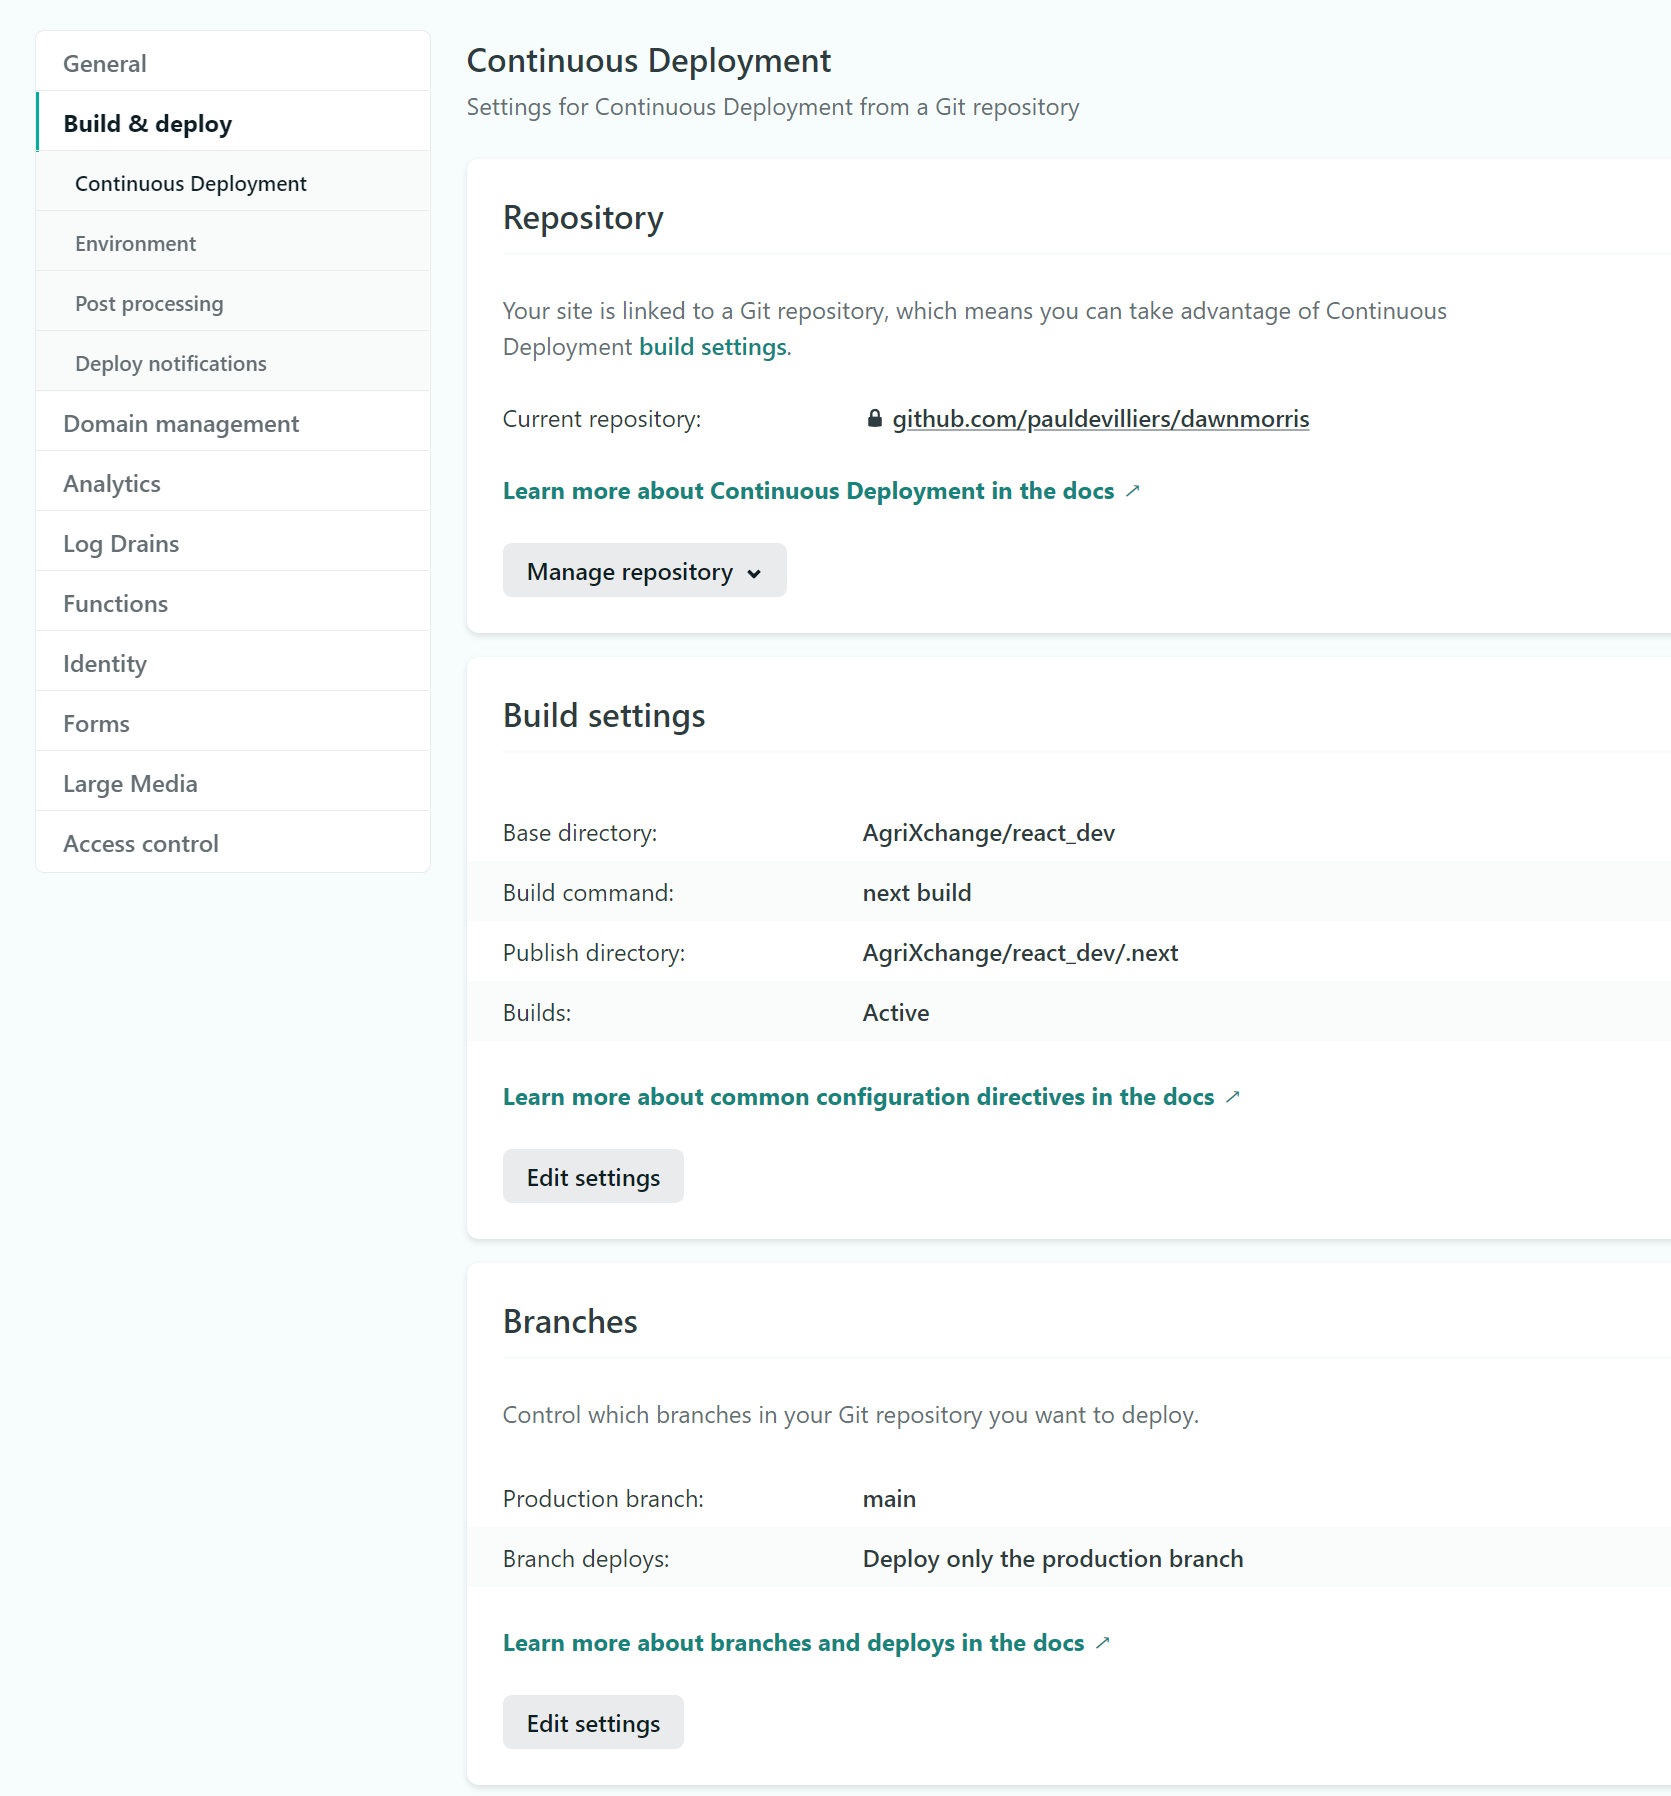 General
Build & deploy
Continuous Deployment
Environment
Post processing
Deploy notifications
Domain management
Analytics
Log Drains
Functions
Identity
Forms
Large Media
Access control
Continuous Deployment
Settings for Continuous Deployment from a Git repository
Repository
Your site is linked to a Git repository, which means you can take advantage of Continuous
Deployment build settings.
Current repository: github.com/pauldevilliers/dawnmorris
Learn more about Continuous Deployment in the docs ↗
Manage repository
Build settings
Base directory: AgriXchange/react_dev
Build command: next build
Publish directory: AgriXchange/react_dev/.next
Builds: Active
Learn more about common configuration directives in the docs ↗
Edit settings
Branches
Control which branches in your Git repository you want to deploy.
Production branch: main
Branch deploys: Deploy only the production branch
Learn more about branches and deploys in the docs ↗
Edit settings